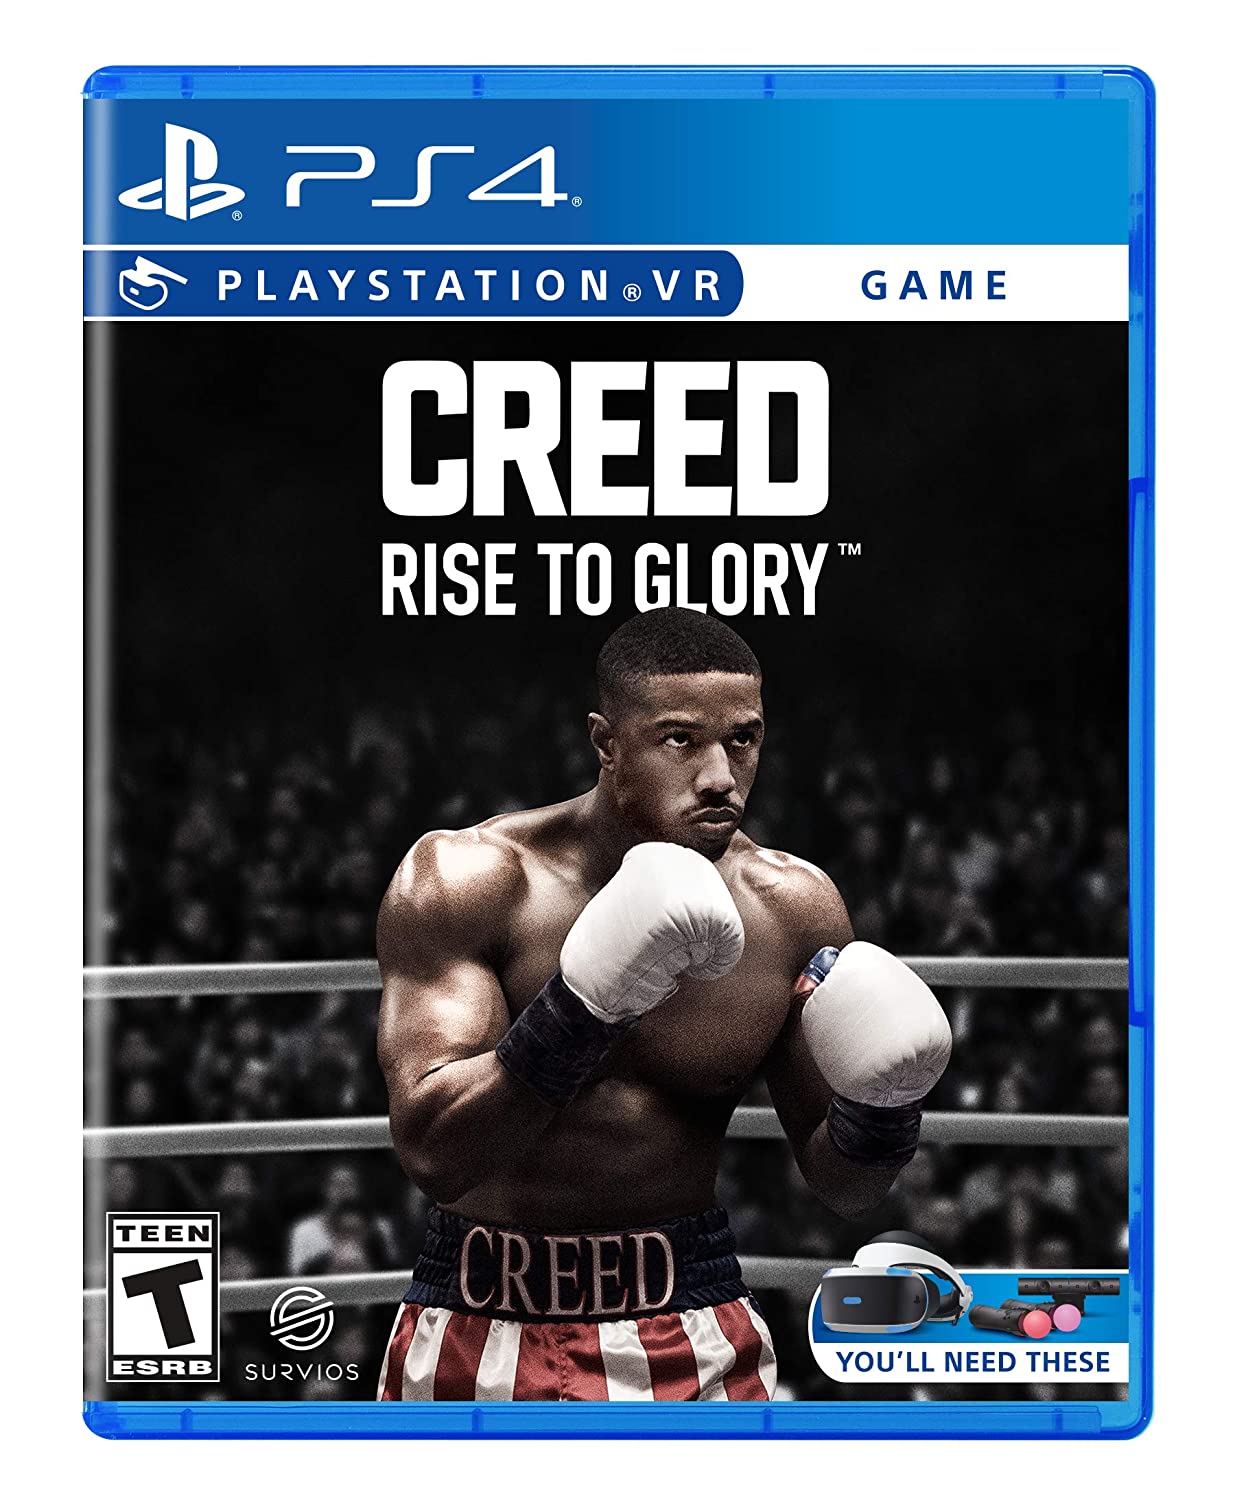 PS4®
PLAYSTATION®VR GAME
CREED
RISE TO GLORY™
CREED
TEEN
T
ESRB
SURVIOS
YOU'LL NEED THESE